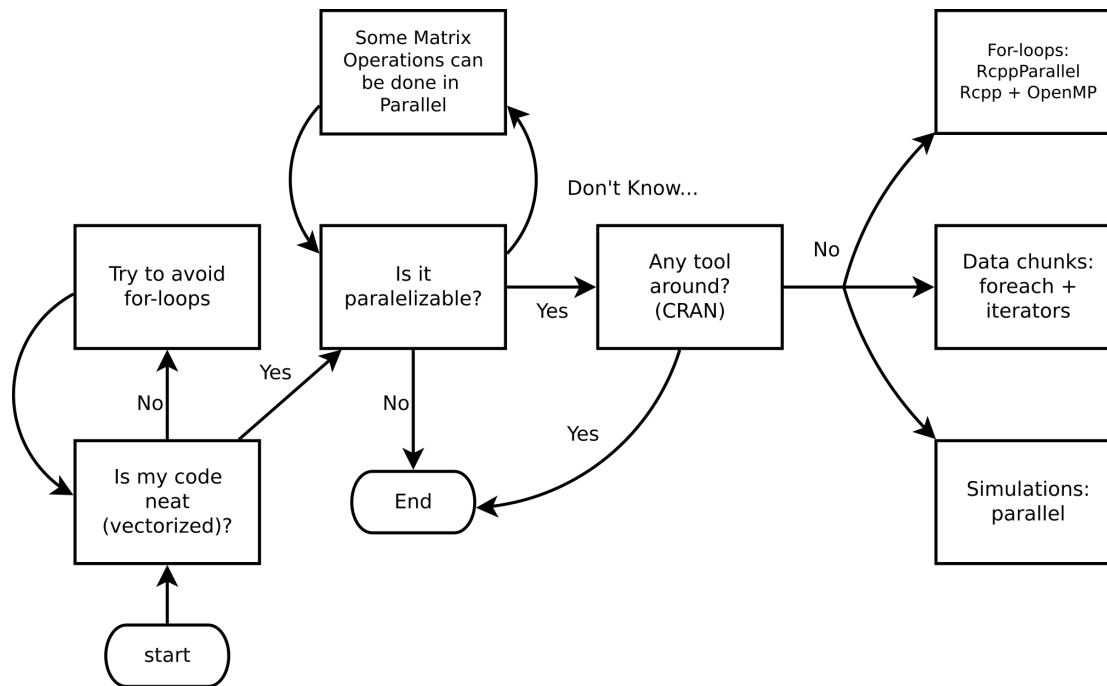 Some Matrix
Operations can
be done in
Parallel
For-loops:
RcppParallel
Rcpp + OpenMP
Don't Know...
Try to avoid
for-loops
Is it
paralelizable?
Yes
Any tool
around?
(CRAN)
No
Data chunks:
foreach +
iterators
No
Yes
No
Yes
Is my code
neat
(vectorized)?
End
Simulations:
parallel
start